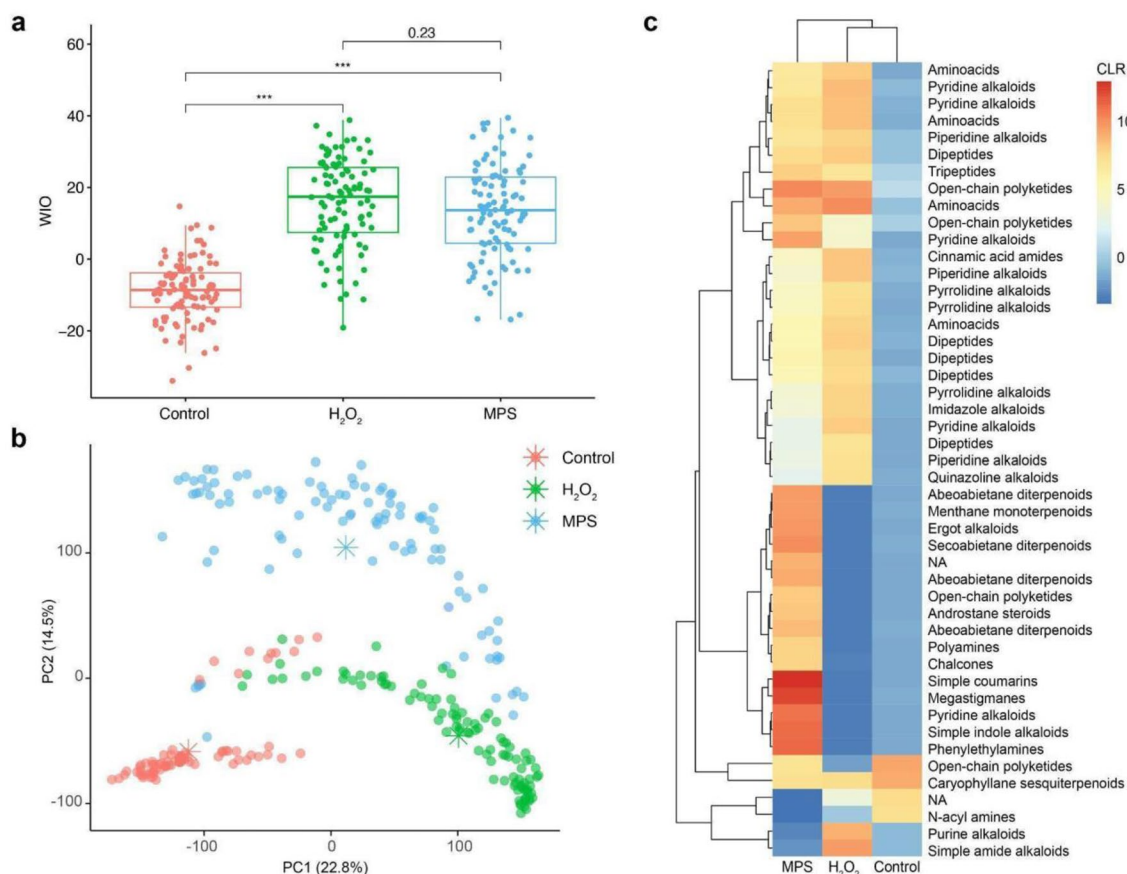 a
60
40
20
0
−20
WIO
0.23
***
***
Control
H₂O₂
MPS
b
Control
H₂O₂
MPS
100
0
-100
PC2 (14.5%)
-100
0
100
PC1 (22.8%)
c
Aminoacids
Pyridine alkaloids
Pyridine alkaloids
Aminoacids
Piperidine alkaloids
Dipeptides
Tripeptides
Open-chain polyketides
Aminoacids
Open-chain polyketides
Pyridine alkaloids
Cinnamic acid amides
Piperidine alkaloids
Pyrrolidine alkaloids
Pyrrolidine alkaloids
Aminoacids
Dipeptides
Dipeptides
Dipeptides
Pyrrolidine alkaloids
Imidazole alkaloids
Pyridine alkaloids
Dipeptides
Piperidine alkaloids
Quinazoline alkaloids
Abeoabietane diterpenoids
Menthane monoterpenoids
Ergot alkaloids
Secoabietane diterpenoids
NA
Abeoabietane diterpenoids
Open-chain polyketides
Androstane steroids
Abeoabietane diterpenoids
Polyamines
Chalcones
Simple coumarins
Megastigmanes
Pyridine alkaloids
Simple indole alkaloids
Phenylethylamines
Open-chain polyketides
Caryophyllane sesquiterpenoids
NA
N-acyl amines
Purine alkaloids
Simple amide alkaloids
MPS H₂O₂ Control
CLR
10
5
0